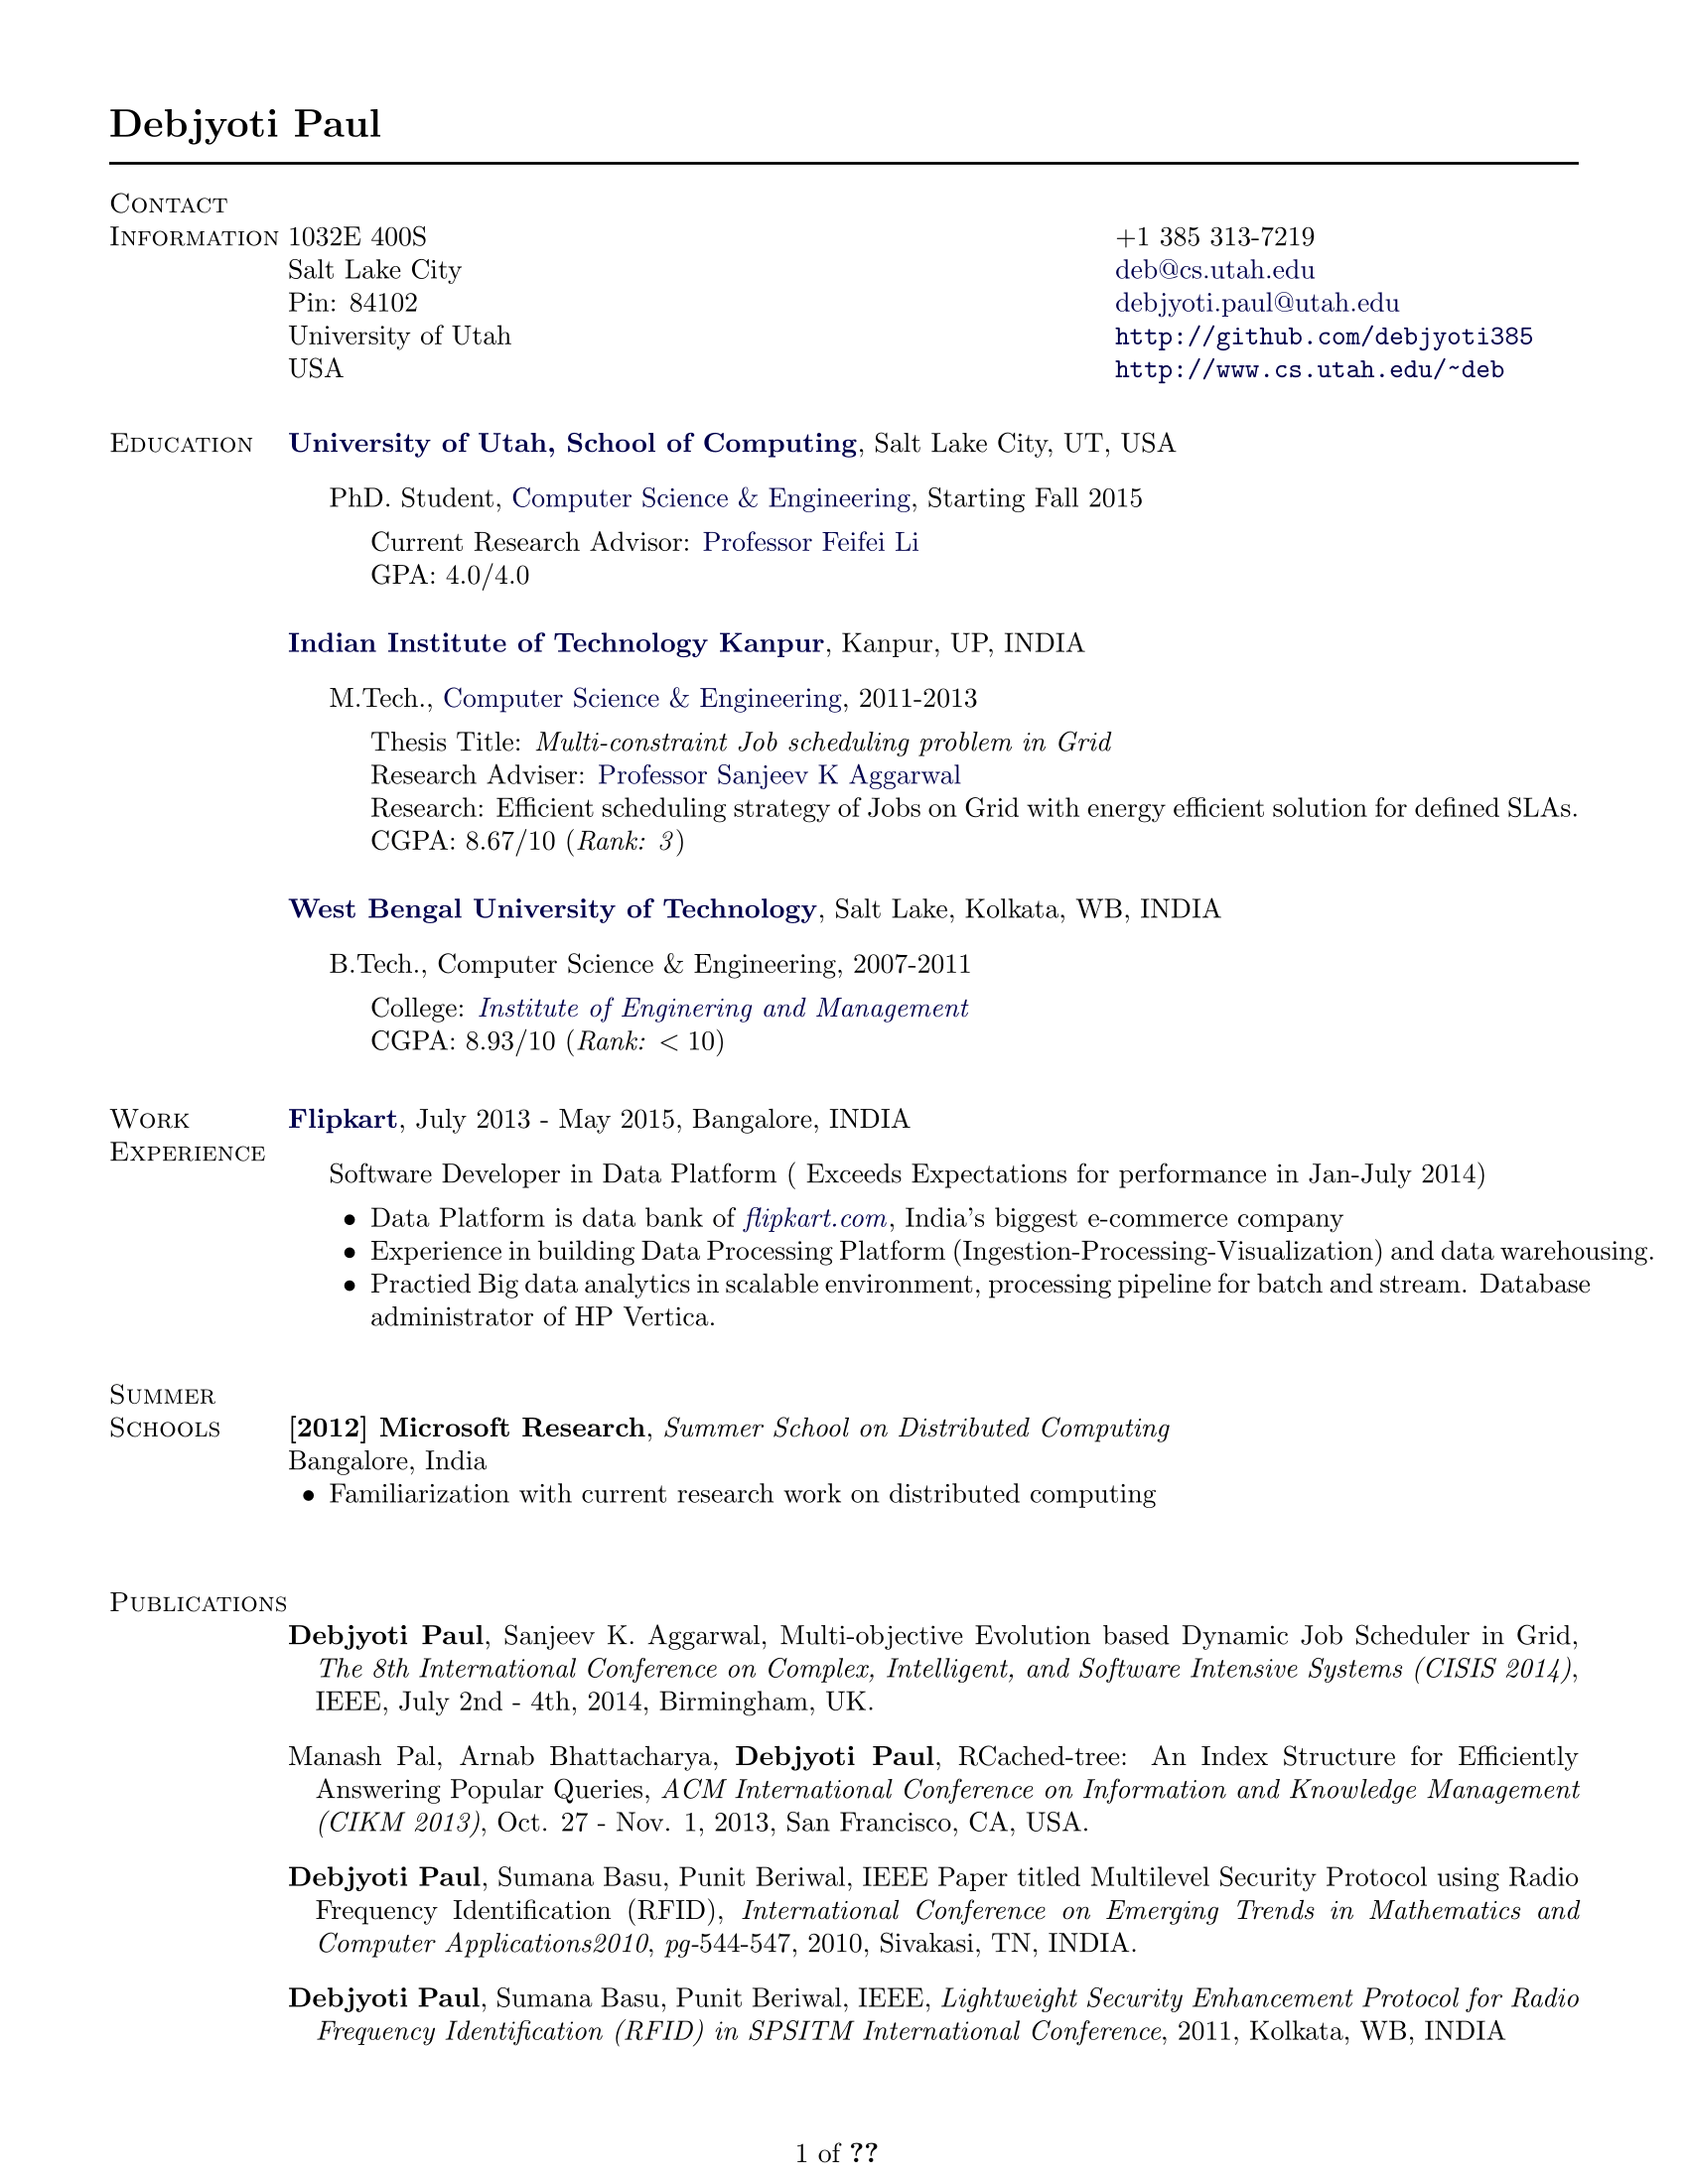 Debjyoti Paul
Contact
Information
1032E 400S
Salt Lake City
Pin: 84102
University of Utah
USA
+1 385 313-7219
deb@cs.utah.edu
debjyoti.paul@utah.edu
http://github.com/debjyoti385
http://www.cs.utah.edu/~deb
Education
University of Utah, School of Computing, Salt Lake City, UT, USA
PhD. Student, Computer Science & Engineering, Starting Fall 2015
Current Research Advisor: Professor Feifei Li
GPA: 4.0/4.0
Indian Institute of Technology Kanpur, Kanpur, UP, INDIA
M.Tech., Computer Science & Engineering, 2011-2013
Thesis Title: Multi-constraint Job scheduling problem in Grid
Research Adviser: Professor Sanjeev K Aggarwal
Research: Efficient scheduling strategy of Jobs on Grid with energy efficient solution for defined SLAs.
CGPA: 8.67/10 (Rank: 3)
West Bengal University of Technology, Salt Lake, Kolkata, WB, INDIA
B.Tech., Computer Science & Engineering, 2007-2011
College: Institute of Enginering and Management
CGPA: 8.93/10 (Rank: < 10)
Work
Experience
Flipkart, July 2013 - May 2015, Bangalore, INDIA
Software Developer in Data Platform ( Exceeds Expectations for performance in Jan-July 2014)
• Data Platform is data bank of flipkart.com, India's biggest e-commerce company
• Experience in building Data Processing Platform (Ingestion-Processing-Visualization) and data warehousing.
• Practied Big data analytics in scalable environment, processing pipeline for batch and stream. Database
administrator of HP Vertica.
Summer
Schools
[2012] Microsoft Research, Summer School on Distributed Computing
Bangalore, India
• Familiarization with current research work on distributed computing
Publications
Debjyoti Paul, Sanjeev K. Aggarwal, Multi-objective Evolution based Dynamic Job Scheduler in Grid,
The 8th International Conference on Complex, Intelligent, and Software Intensive Systems (CISIS 2014),
IEEE, July 2nd - 4th, 2014, Birmingham, UK.
Manash Pal, Arnab Bhattacharya, Debjyoti Paul, RCached-tree: An Index Structure for Efficiently
Answering Popular Queries, ACM International Conference on Information and Knowledge Management
(CIKM 2013), Oct. 27 - Nov. 1, 2013, San Francisco, CA, USA.
Debjyoti Paul, Sumana Basu, Punit Beriwal, IEEE Paper titled Multilevel Security Protocol using Radio
Frequency Identification (RFID), International Conference on Emerging Trends in Mathematics and
Computer Applications2010, pg-544-547, 2010, Sivakasi, TN, INDIA.
Debjyoti Paul, Sumana Basu, Punit Beriwal, IEEE, Lightweight Security Enhancement Protocol for Radio
Frequency Identification (RFID) in SPSITM International Conference, 2011, Kolkata, WB, INDIA
1 of ??